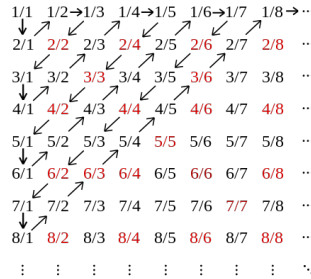 1/1 1/2 1/3 1/4 1/5 1/6 1/7 1/8 ···
2/1 2/2 2/3 2/4 2/5 2/6 2/7 2/8 ···
3/1 3/2 3/3 3/4 3/5 3/6 3/7 3/8 ···
4/1 4/2 4/3 4/4 4/5 4/6 4/7 4/8 ···
5/1 5/2 5/3 5/4 5/5 5/6 5/7 5/8 ···
6/1 6/2 6/3 6/4 6/5 6/6 6/7 6/8 ···
7/1 7/2 7/3 7/4 7/5 7/6 7/7 7/8 ···
8/1 8/2 8/3 8/4 8/5 8/6 8/7 8/8 ···
⋮ ⋮ ⋮ ⋮ ⋮ ⋮ ⋮ ⋮ ⋱